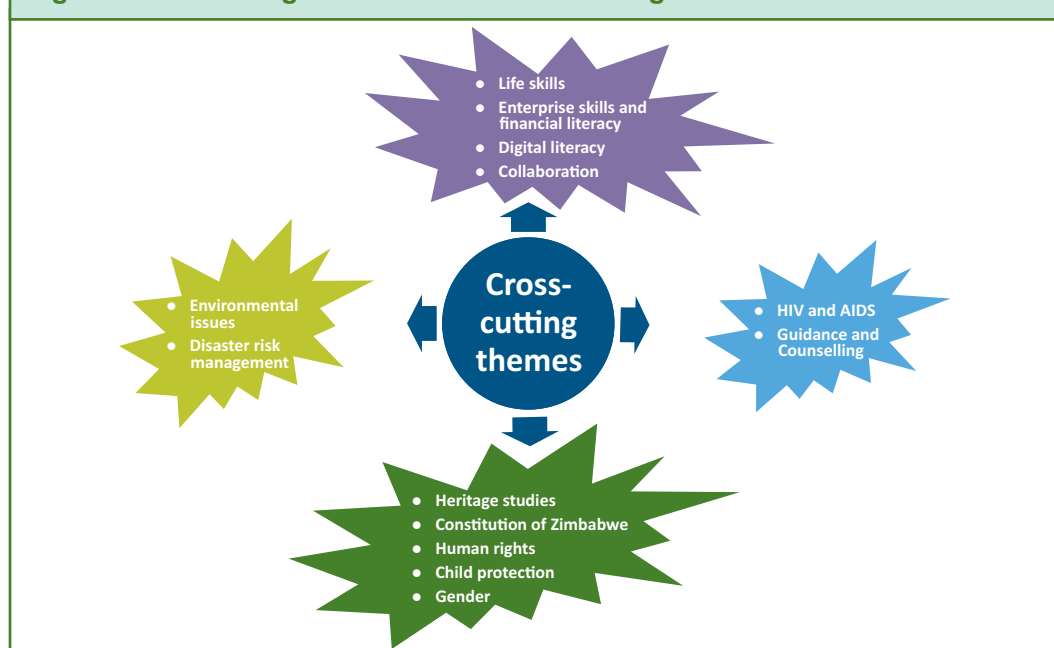 ● Life skills
● Enterprise skills and
financial literacy
● Digital literacy
● Collaboration
● Environmental
issues
● Disaster risk
management
Cross-
cutting
themes
● HIV and AIDS
● Guidance and
Counselling
● Heritage studies
● Constitution of Zimbabwe
● Human rights
● Child protection
● Gender